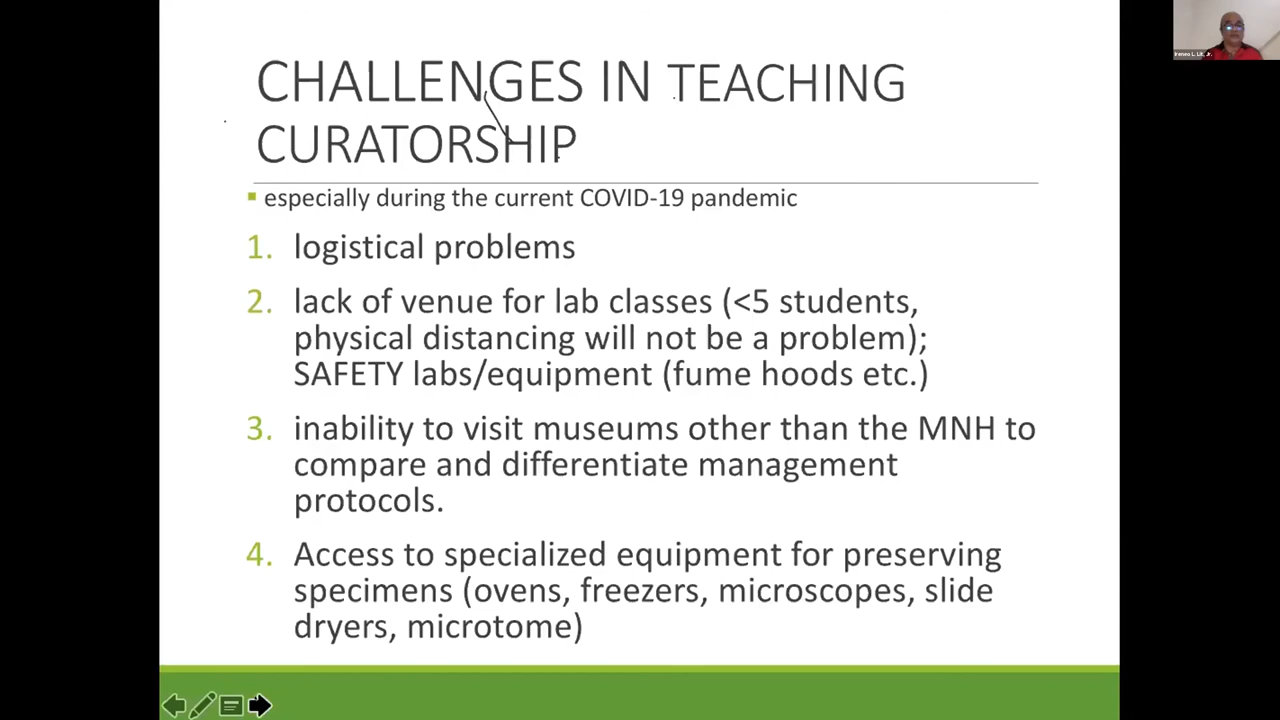 CHALLENGES IN TEACHING
CURATORSHIP
especially during the current COVID-19 pandemic
1. logistical problems
2. lack of venue for lab classes (<5 students,
physical distancing will not be a problem);
SAFETY labs/equipment (fume hoods etc.)
3. inability to visit museums other than the MNH to
compare and differentiate management
protocols.
4. Access to specialized equipment for preserving
specimens (ovens, freezers, microscopes, slide
dryers, microtome)